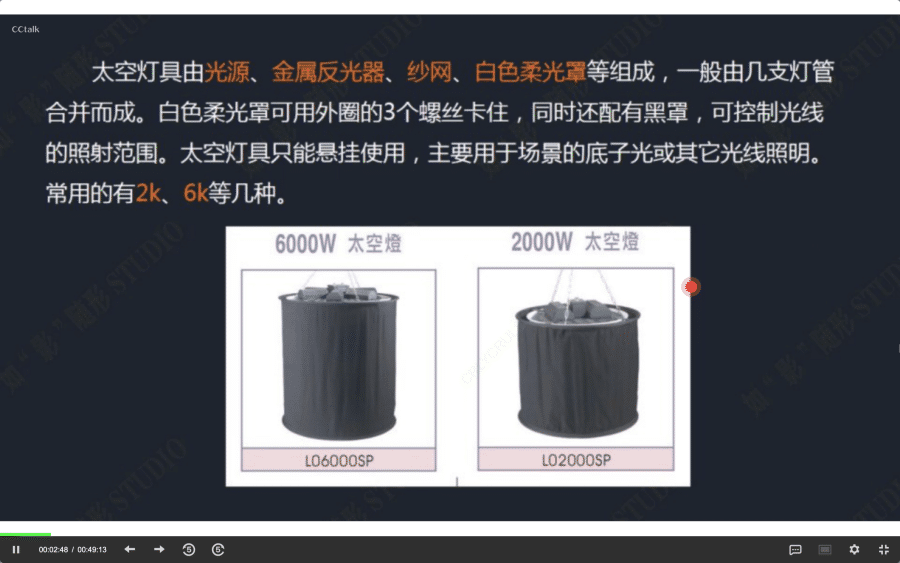 CCtalk
太空灯具由光源、金属反光器、纱网、白色柔光罩等组成，一般由几支灯管
合并而成。白色柔光罩可用外圈的3个螺丝卡住，同时还配有黑罩，可控制光线
的照射范围。太空灯具只能悬挂使用，主要用于场景的底子光或其它光线照明。
常用的有2k、6k等几种。
6000W 太空燈
2000W 太空燈
LO6000SP
LO2000SP
00:02:48 / 00:49:13
5
5